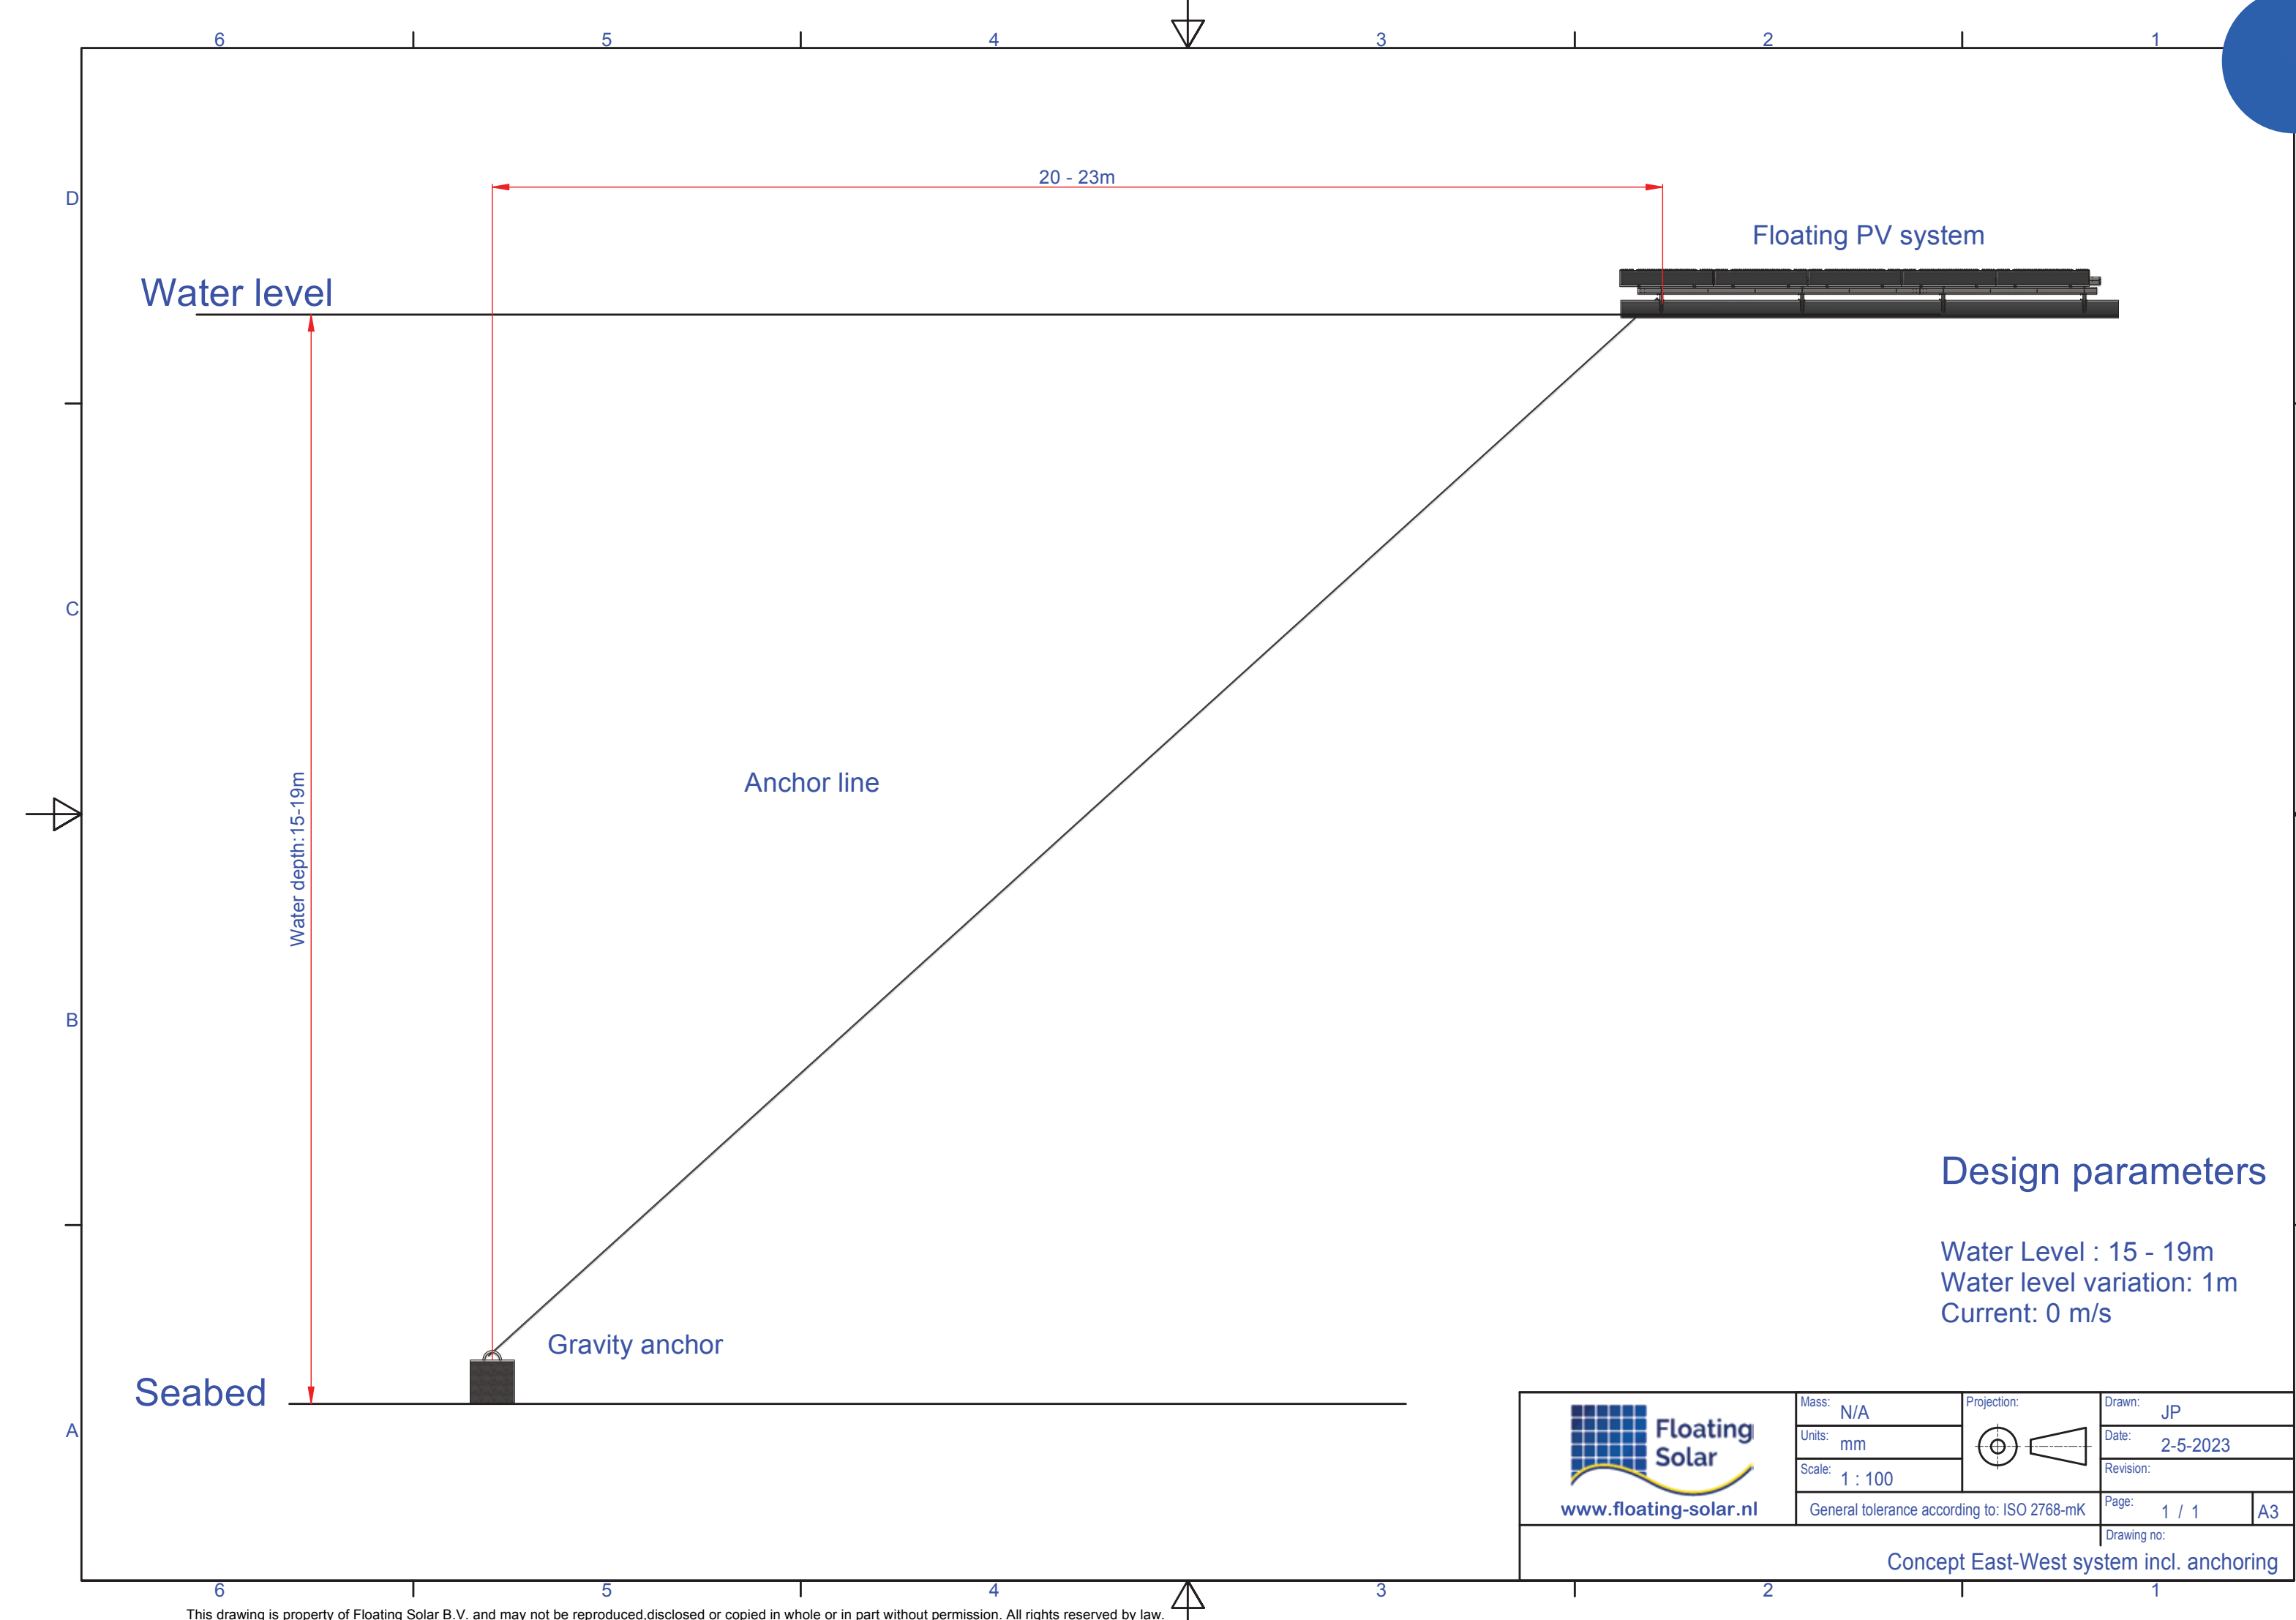 6 5 4 3 2 1
D
20 - 23m
Floating PV system
Water level
C
Anchor line
Water depth:15-19m
B
Design parameters
Water Level : 15 - 19m
Water level variation: 1m
Current: 0 m/s
Gravity anchor
Seabed
A
Floating
Solar
www.floating-solar.nl
Mass: N/A
Units: mm
Scale: 1 : 100
Projection:
Drawn: JP
Date: 2-5-2023
Revision:
General tolerance according to: ISO 2768-mK
Page: 1 / 1 A3
Drawing no:
Concept East-West system incl. anchoring
6 5 4 3 2 1
This drawing is property of Floating Solar B.V. and may not be reproduced,disclosed or copied in whole or in part without permission. All rights reserved by law.